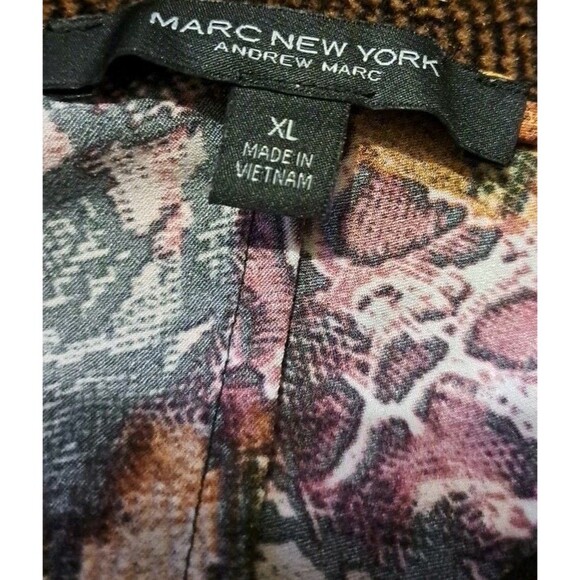 MARC NEW YORK
ANDREW MARC
XL
MADE IN
VIETNAM